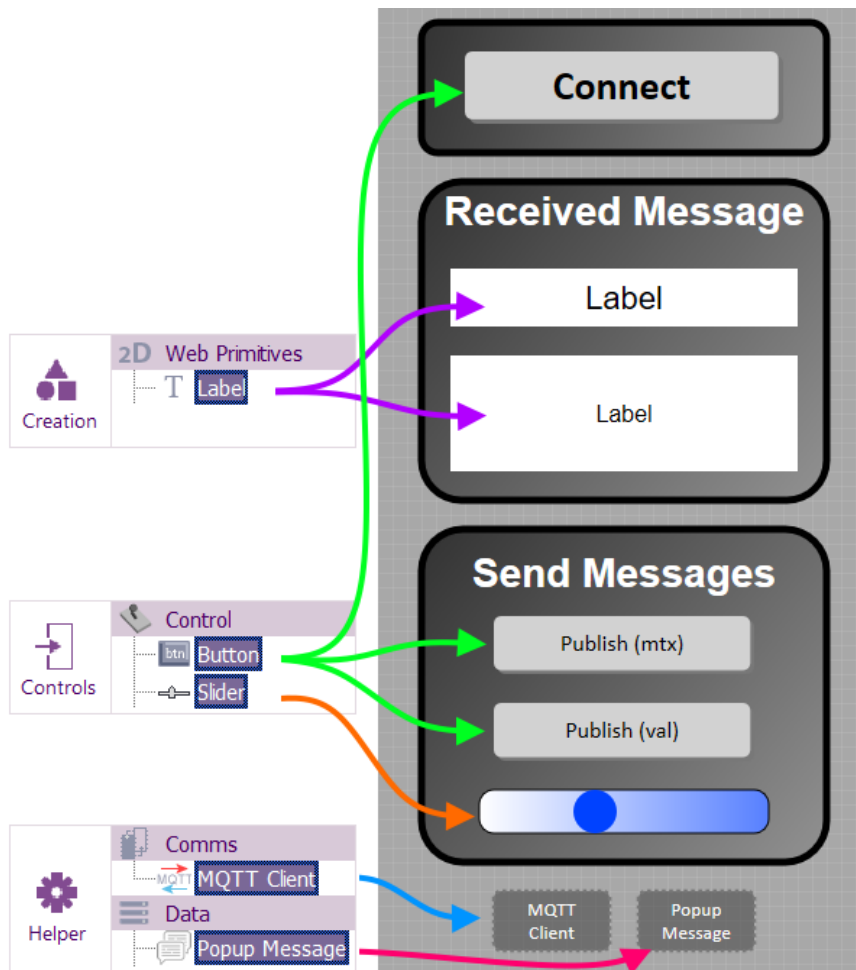 Connect
Received Message
Label
Label
2D Web Primitives
T Label
Creation
Send Messages
Publish (mtx)
Publish (val)
Control
btn Button
Slider
Controls
Comms
MQTT MQTT Client
Data
Popup Message
Helper
MQTT
Client
Popup
Message